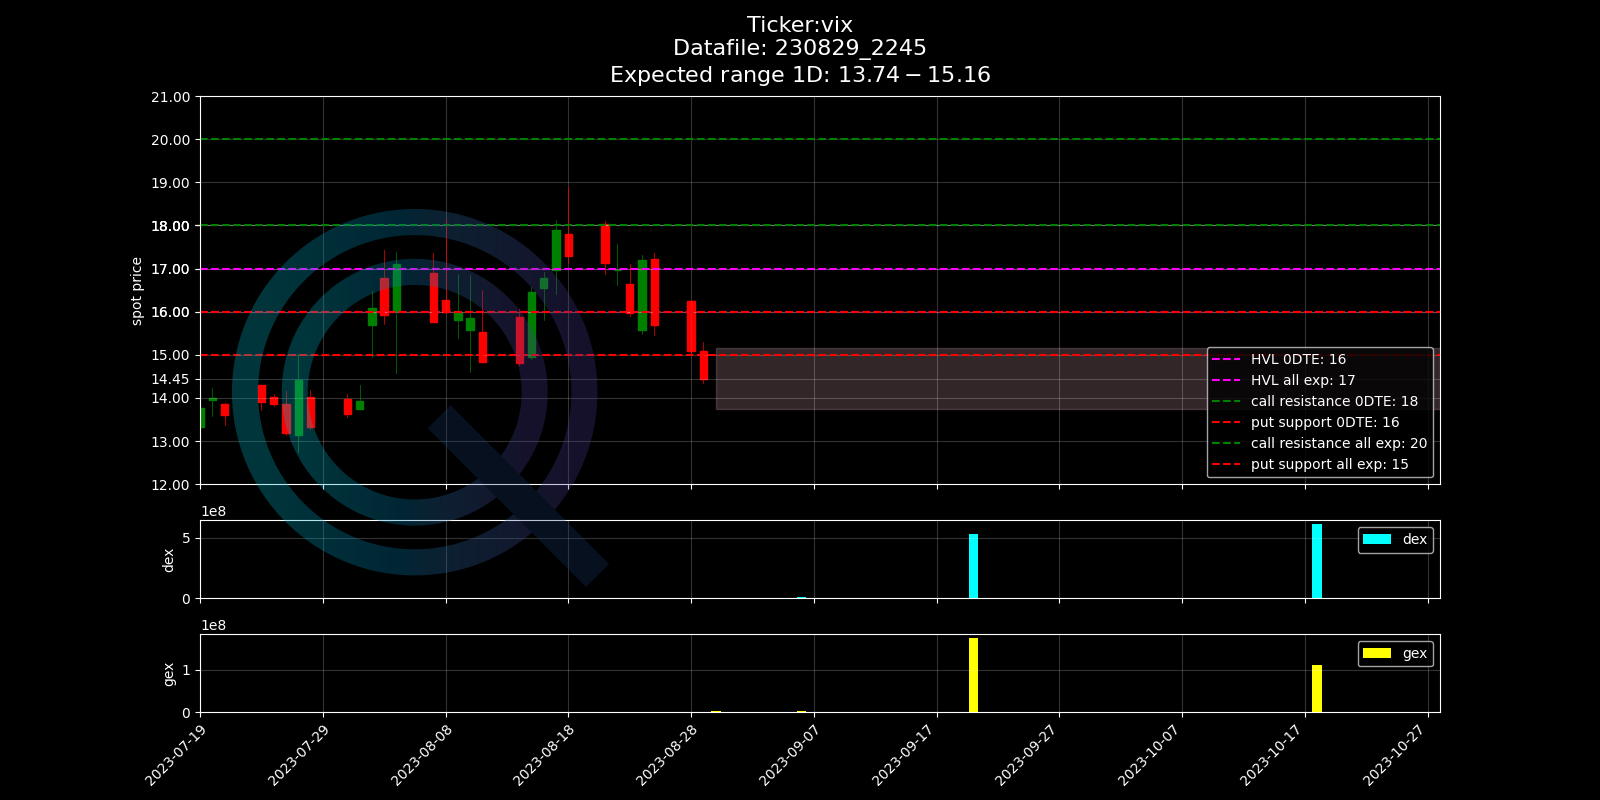 Ticker:vix
Datafile: 230829_2245
Expected range 1D: 13.74 − 15.16
21.00
20.00
19.00
18.00
17.00
16.00
15.00
14.45
14.00
13.00
12.00
spot price
HVL 0DTE: 16
HVL all exp: 17
call resistance 0DTE: 18
put support 0DTE: 16
call resistance all exp: 20
put support all exp: 15
1e8
5
0
dex
dex
1e8
1
0
gex
gex
2023-07-19
2023-07-29
2023-08-08
2023-08-18
2023-08-28
2023-09-07
2023-09-17
2023-09-27
2023-10-07
2023-10-17
2023-10-27